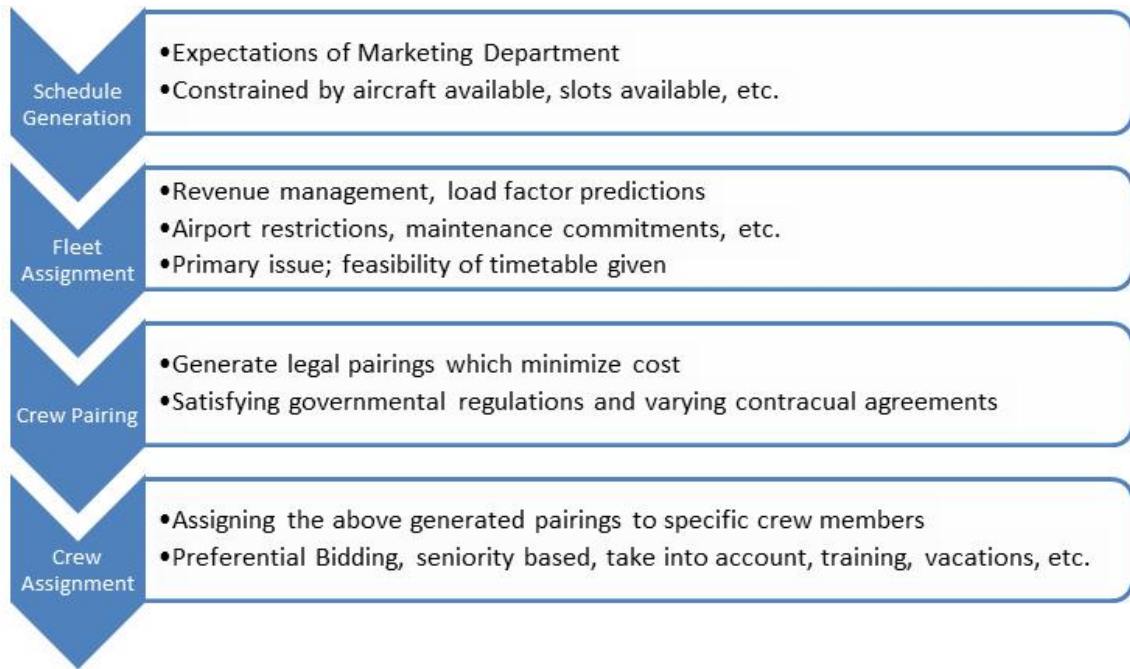 Schedule
Generation
•Expectations of Marketing Department
•Constrained by aircraft available, slots available, etc.
Fleet
Assignment
•Revenue management, load factor predictions
•Airport restrictions, maintenance commitments, etc.
•Primary issue; feasibility of timetable given
Crew Pairing
•Generate legal pairings which minimize cost
•Satisfying governmental regulations and varying contracual agreements
Crew
Assignment
•Assigning the above generated pairings to specific crew members
•Preferential Bidding, seniority based, take into account, training, vacations, etc.